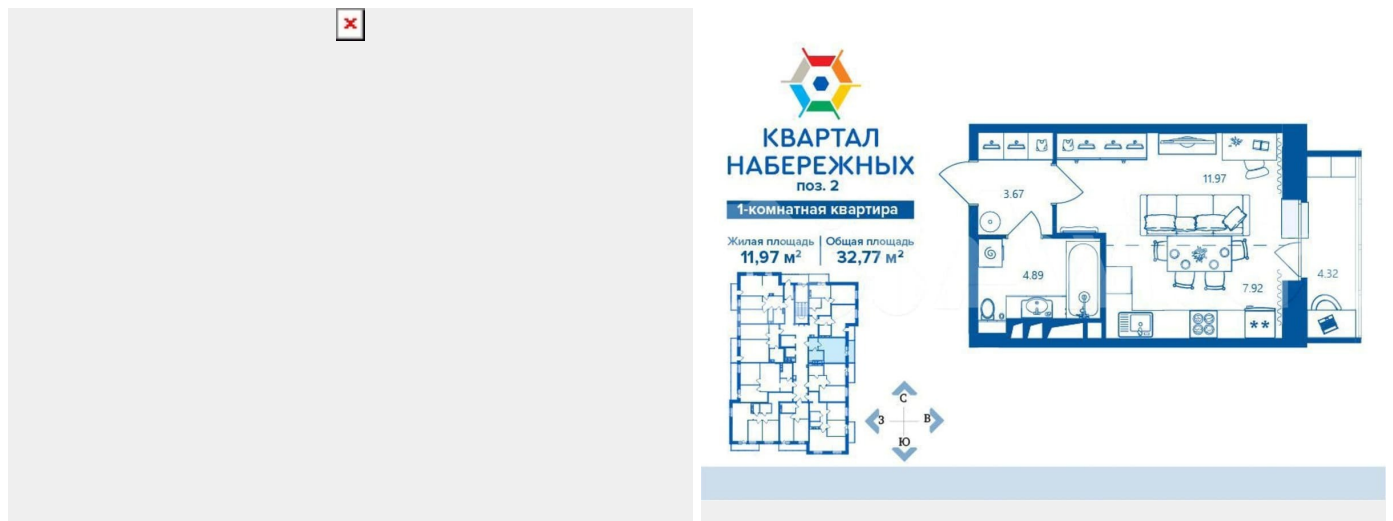 КВАРТАЛ
НАБЕРЕЖНЫХ
поз. 2
1-комнатная квартира
Жилая площадь
11,97 м²
Общая площадь
32,77 м²
3.67
11.97
4.89
7.92
4.32
**
С
З
В
Ю